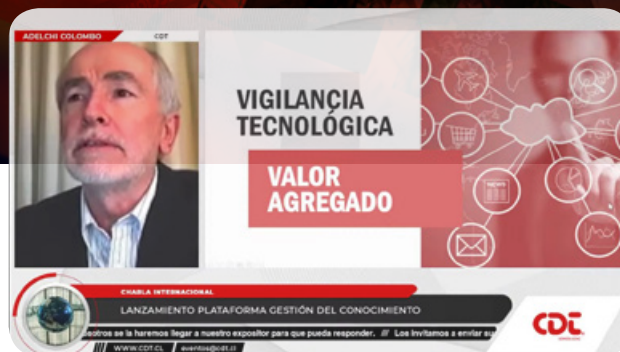 ADELCHI COLOMBO CDT
VIGILANCIA
TECNOLÓGICA
VALOR
AGREGADO
NEWS
CHARLA INTERNACIONAL
LANZAMIENTO PLATAFORMA GESTIÓN DEL CONOCIMIENTO
se la haremos llegar a nuestro expositor para que pueda responder. /// Los invitamos a enviar
WWW.CDT.CL eventos@cdt.cl
CDT